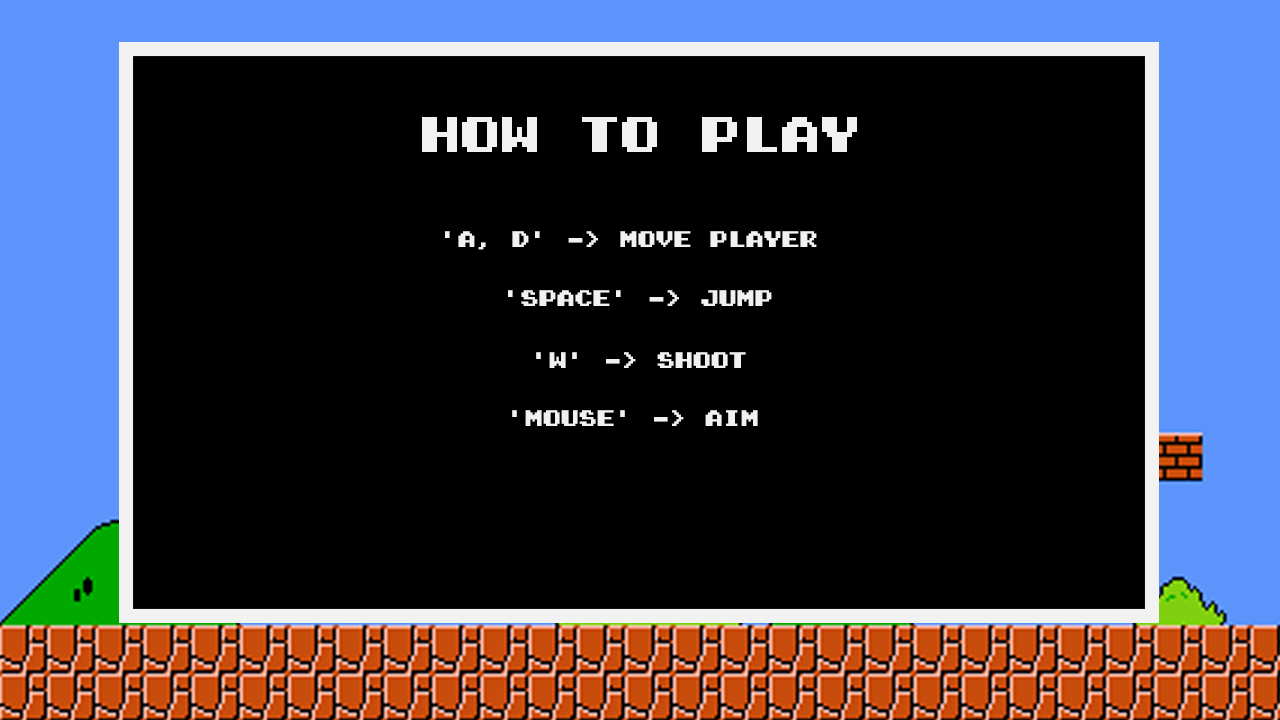 HOW TO PLAY
'A, D' -> MOVE PLAYER
'SPACE' -> JUMP
'W' -> SHOOT
'MOUSE' -> AIM